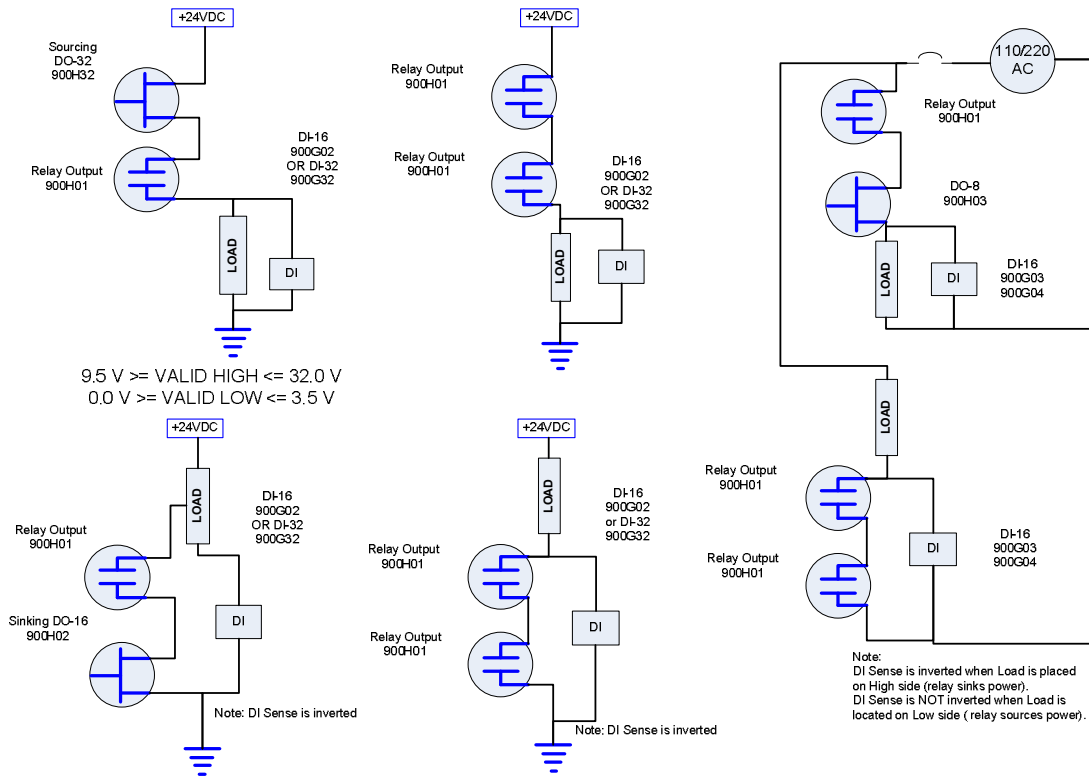 +24VDC
Sourcing
DO-32
900H32
Relay Output
900H01
DI-16
900G02
OR DI-32
900G32
LOAD
DI
+24VDC
Relay Output
900H01
Relay Output
900H01
DI-16
900G02
OR DI-32
900G32
LOAD
DI
110/220
AC
Relay Output
900H01
DO-8
900H03
LOAD
DI
DI-16
900G03
900G04
9.5 V >= VALID HIGH <= 32.0 V
0.0 V >= VALID LOW <= 3.5 V
+24VDC
LOAD
DI-16
900G02
OR DI-32
900G32
Relay Output
900H01
Sinking DO-16
900H02
DI
Note: DI Sense is inverted
+24VDC
LOAD
DI-16
900G02
or DI-32
900G32
Relay Output
900H01
Relay Output
900H01
DI
Note: DI Sense is inverted
LOAD
Relay Output
900H01
Relay Output
900H01
DI
DI-16
900G03
900G04
Note:
DI Sense is inverted when Load is placed
on High side (relay sinks power).
DI Sense is NOT inverted when Load is
located on Low side ( relay sources power).